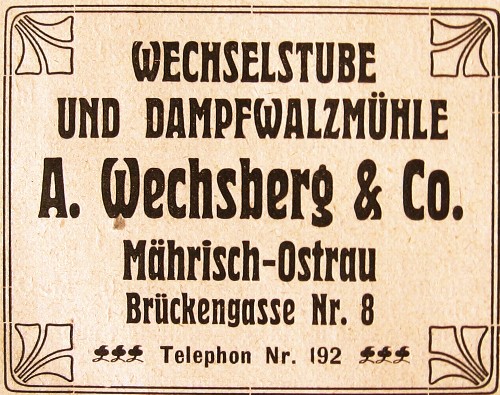 WECHSELSTUBE
UND DAMPFWALZMÜHLE
A. Wechsberg & Co.
Mährisch-Ostrau
Brückengasse Nr. 8
Telephon Nr. 192